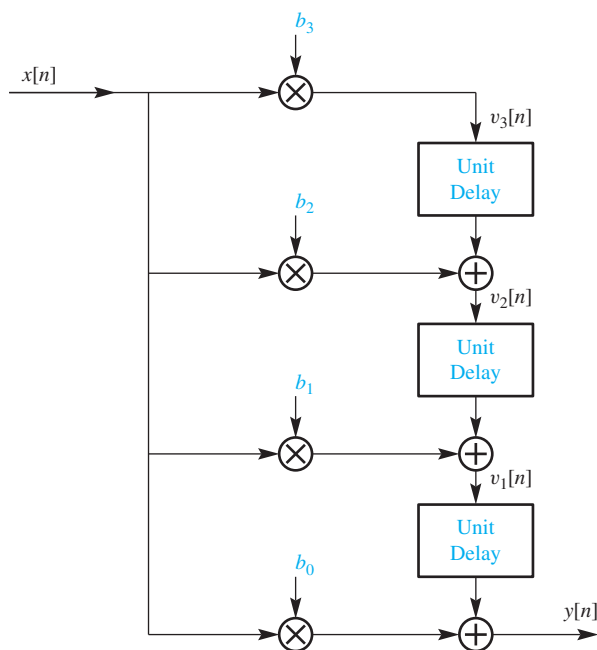 b₃
x[n]
v₃[n]
Unit
Delay
b₂
v₂[n]
Unit
Delay
b₁
v₁[n]
Unit
Delay
b₀
y[n]